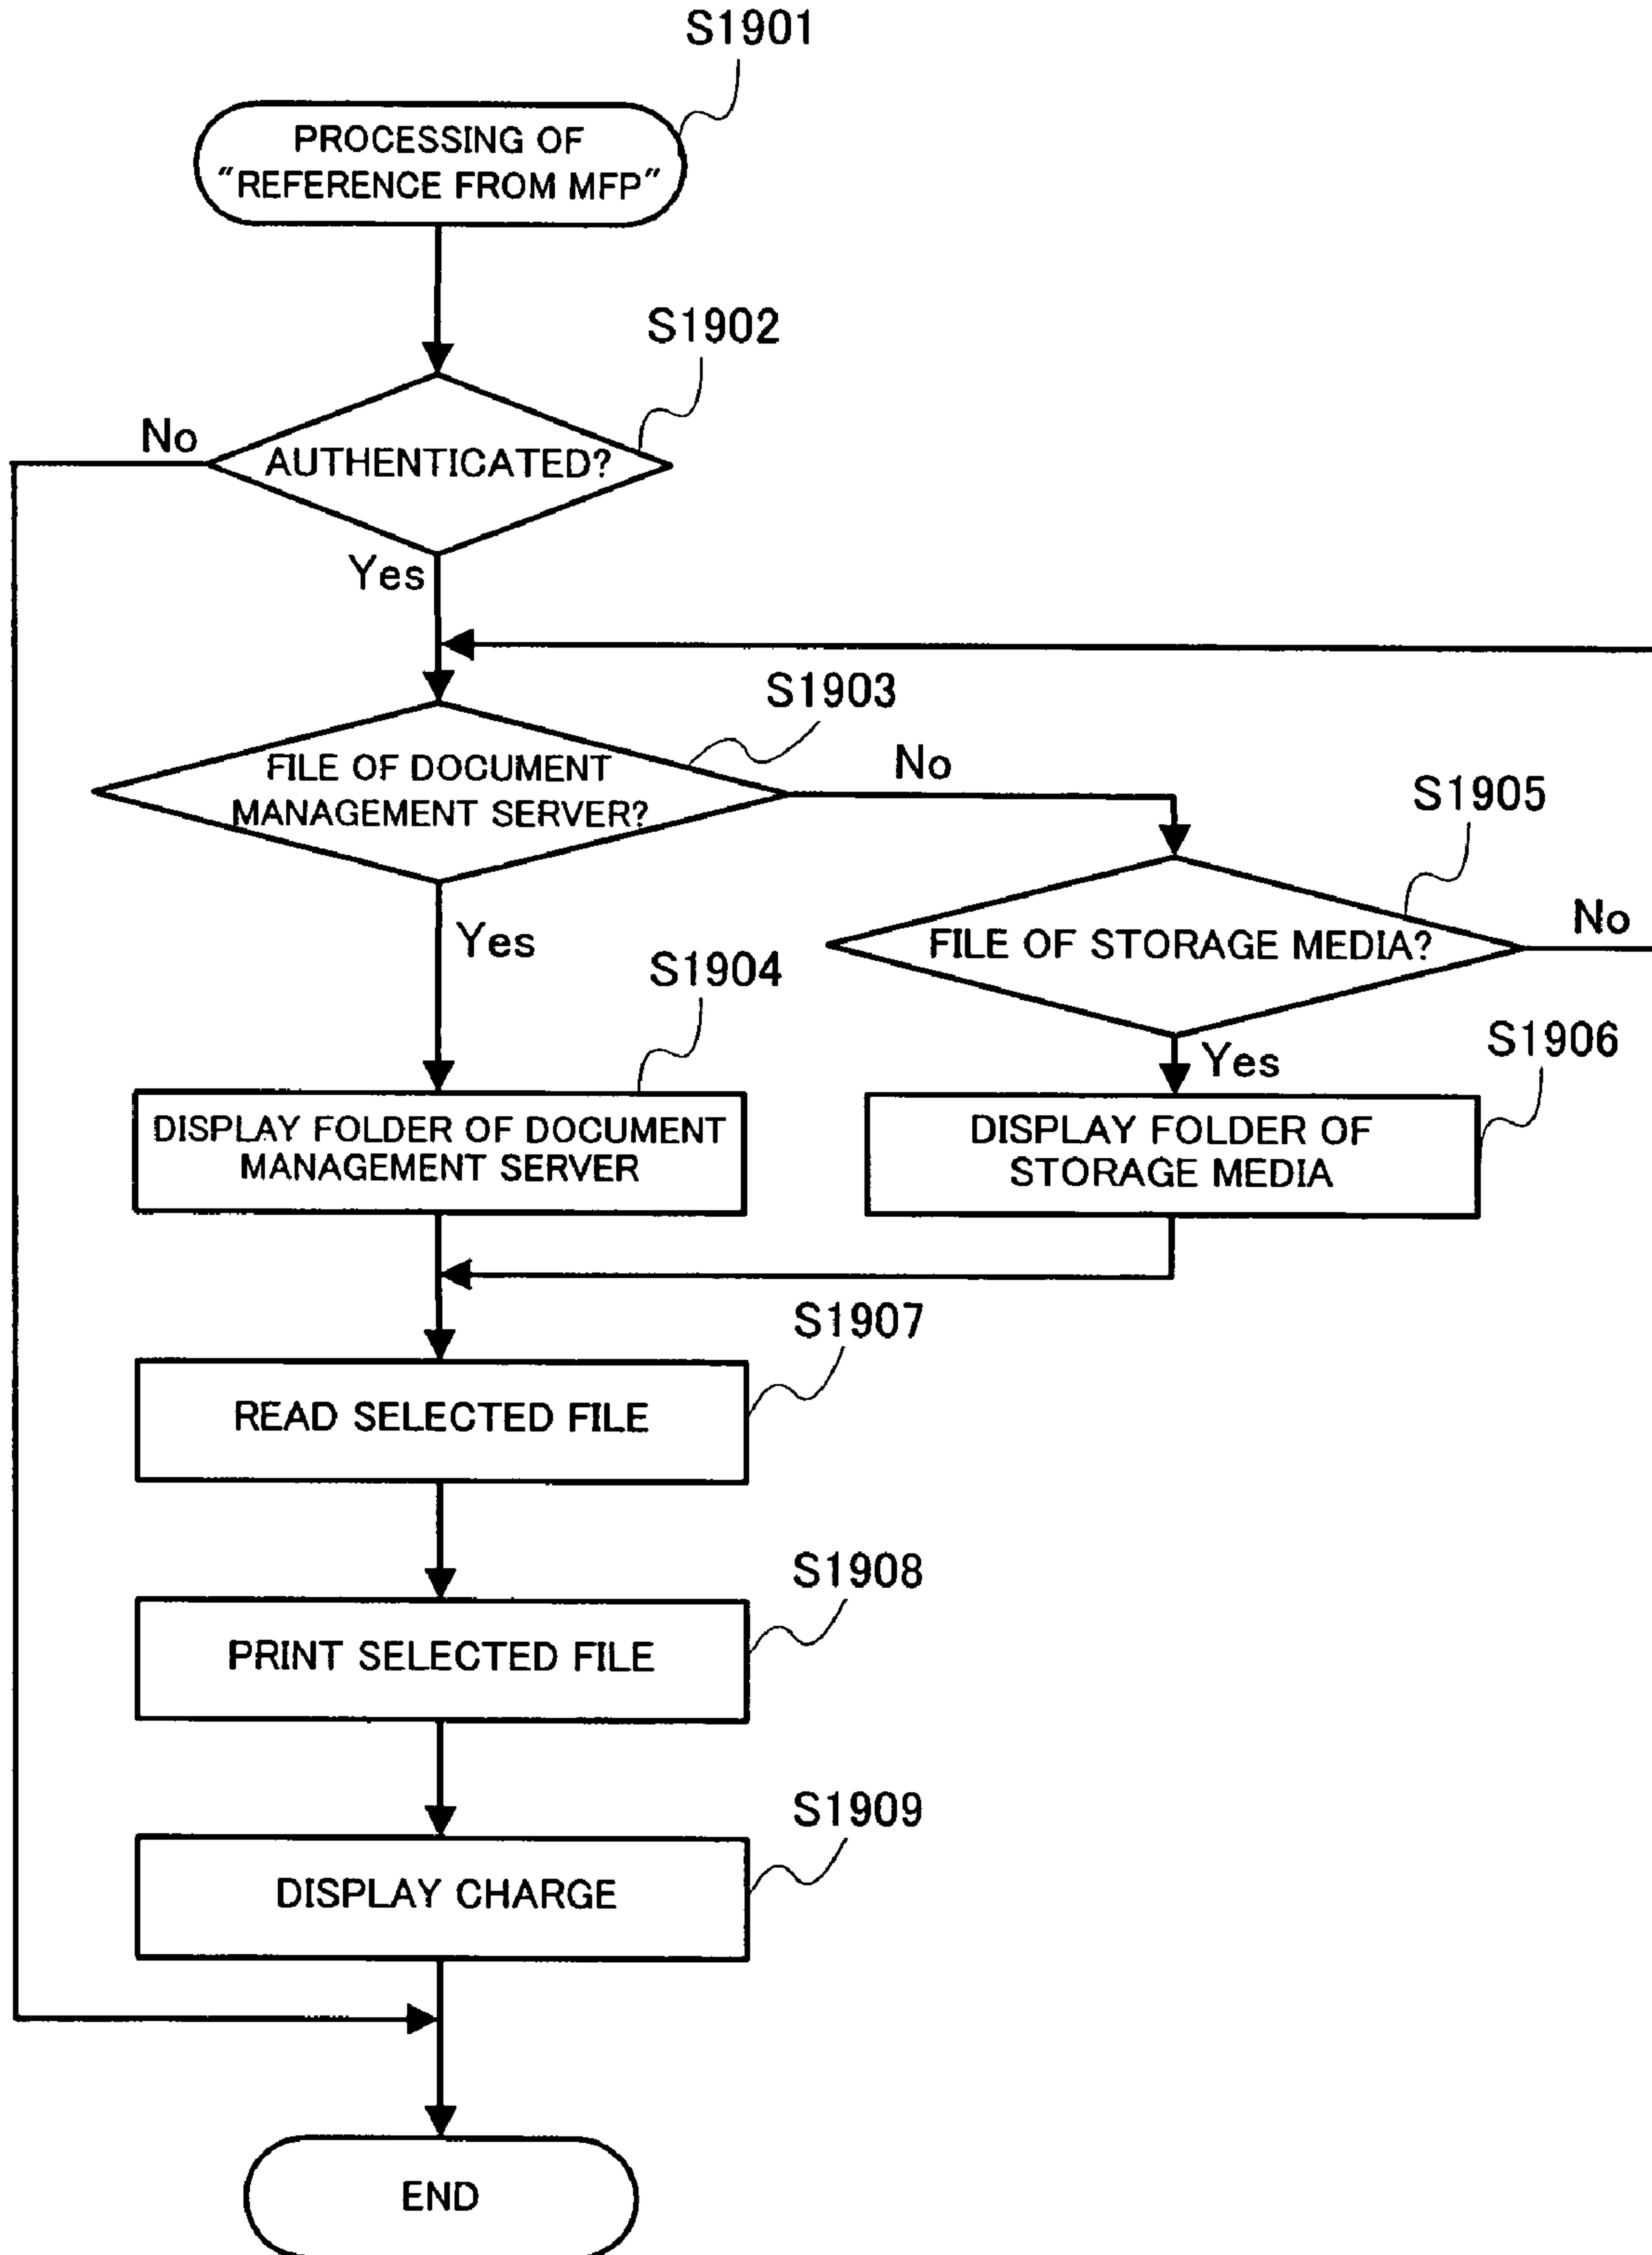 S1901
PROCESSING OF
"REFERENCE FROM MFP"
S1902
No
AUTHENTICATED?
Yes
S1903
FILE OF DOCUMENT
MANAGEMENT SERVER?
No
S1905
Yes
FILE OF STORAGE MEDIA?
No
S1904
S1906
Yes
DISPLAY FOLDER OF DOCUMENT
MANAGEMENT SERVER
DISPLAY FOLDER OF
STORAGE MEDIA
S1907
READ SELECTED FILE
S1908
PRINT SELECTED FILE
S1909
DISPLAY CHARGE
END